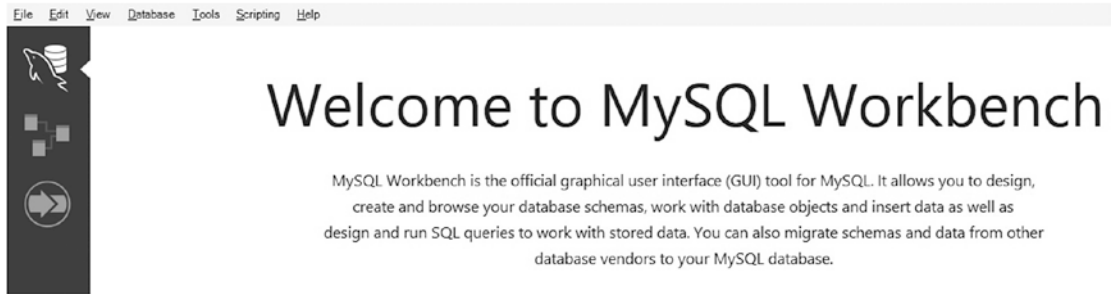 File Edit View Database Tools Scripting Help
Welcome to MySQL Workbench
MySQL Workbench is the official graphical user interface (GUI) tool for MySQL. It allows you to design,
create and browse your database schemas, work with database objects and insert data as well as
design and run SQL queries to work with stored data. You can also migrate schemas and data from other
database vendors to your MySQL database.